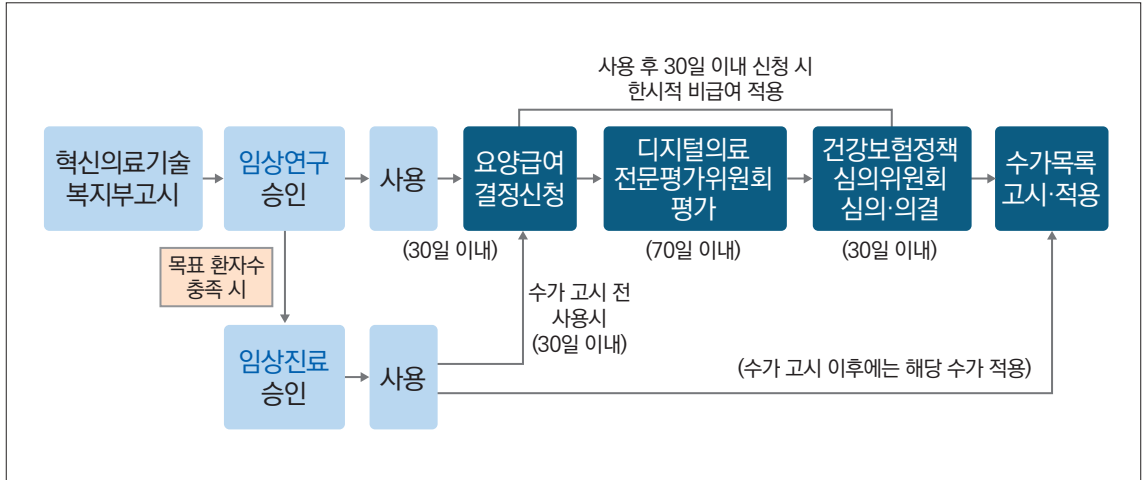 사용 후 30일 이내 신청 시
한시적 비급여 적용
혁신의료기술
복지부고시
임상연구
승인
사용
요양급여
결정신청
디지털의료
전문평가위원회
평가
건강보험정책
심의위원회
심의·의결
수가목록
고시·적용
(30일 이내)
(70일 이내)
(30일 이내)
목표 환자수
충족 시
수가 고시 전
사용시
(30일 이내)
임상진료
승인
사용
(수가 고시 이후에는 해당 수가 적용)